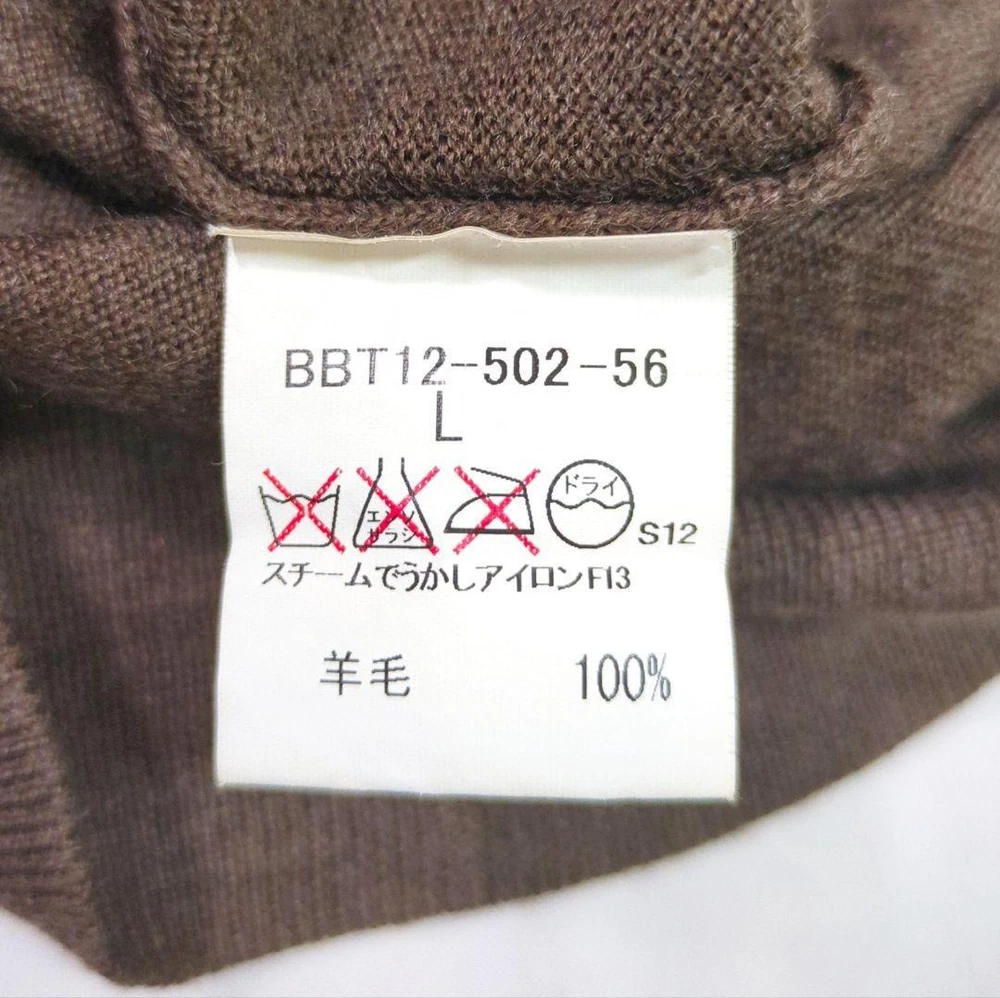 BBT12-502-56
L
エンソ
サラシ
ドライ
S12
スチームでうかしアイロンF13
羊毛 100%